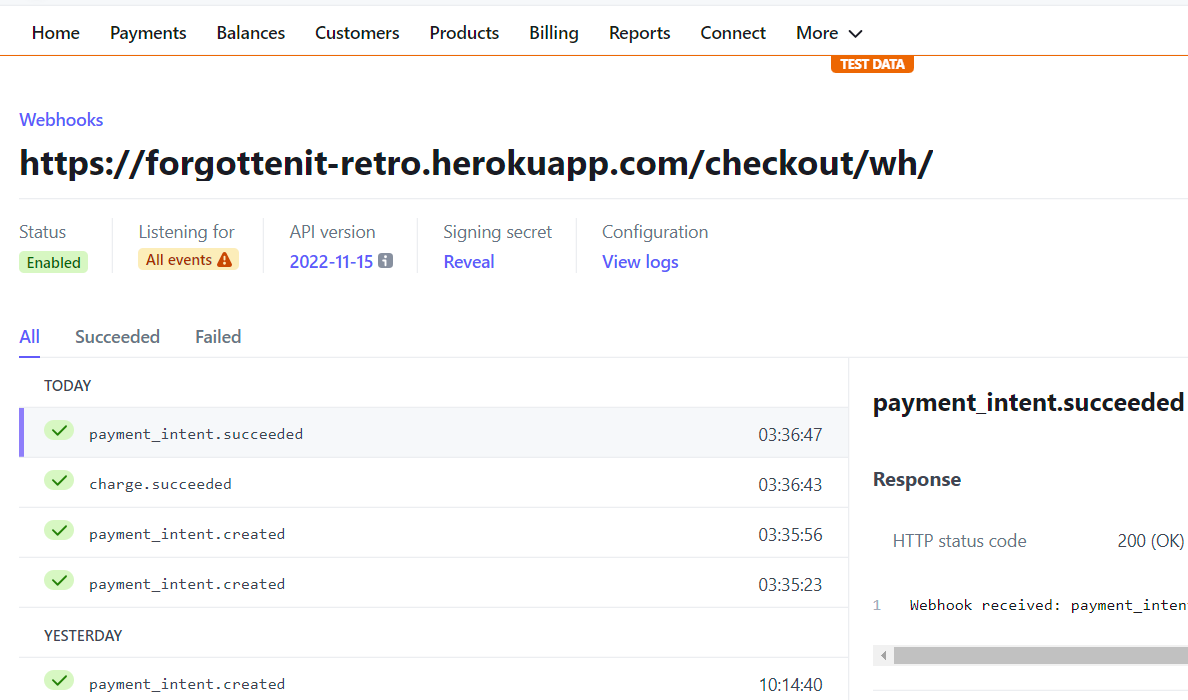 Home Payments Balances Customers Products Billing Reports Connect More
TEST DATA
Webhooks
https://forgottenit-retro.herokuapp.com/checkout/wh/
Status Listening for API version Signing secret Configuration
Enabled All events 2022-11-15 Reveal View logs
All Succeeded Failed
TODAY
payment_intent.succeeded 03:36:47
charge.succeeded 03:36:43
payment_intent.created 03:35:56
payment_intent.created 03:35:23
YESTERDAY
payment_intent.created 10:14:40
payment_intent.succeeded
Response
HTTP status code 200 (OK)
1 Webhook received: payment_inten